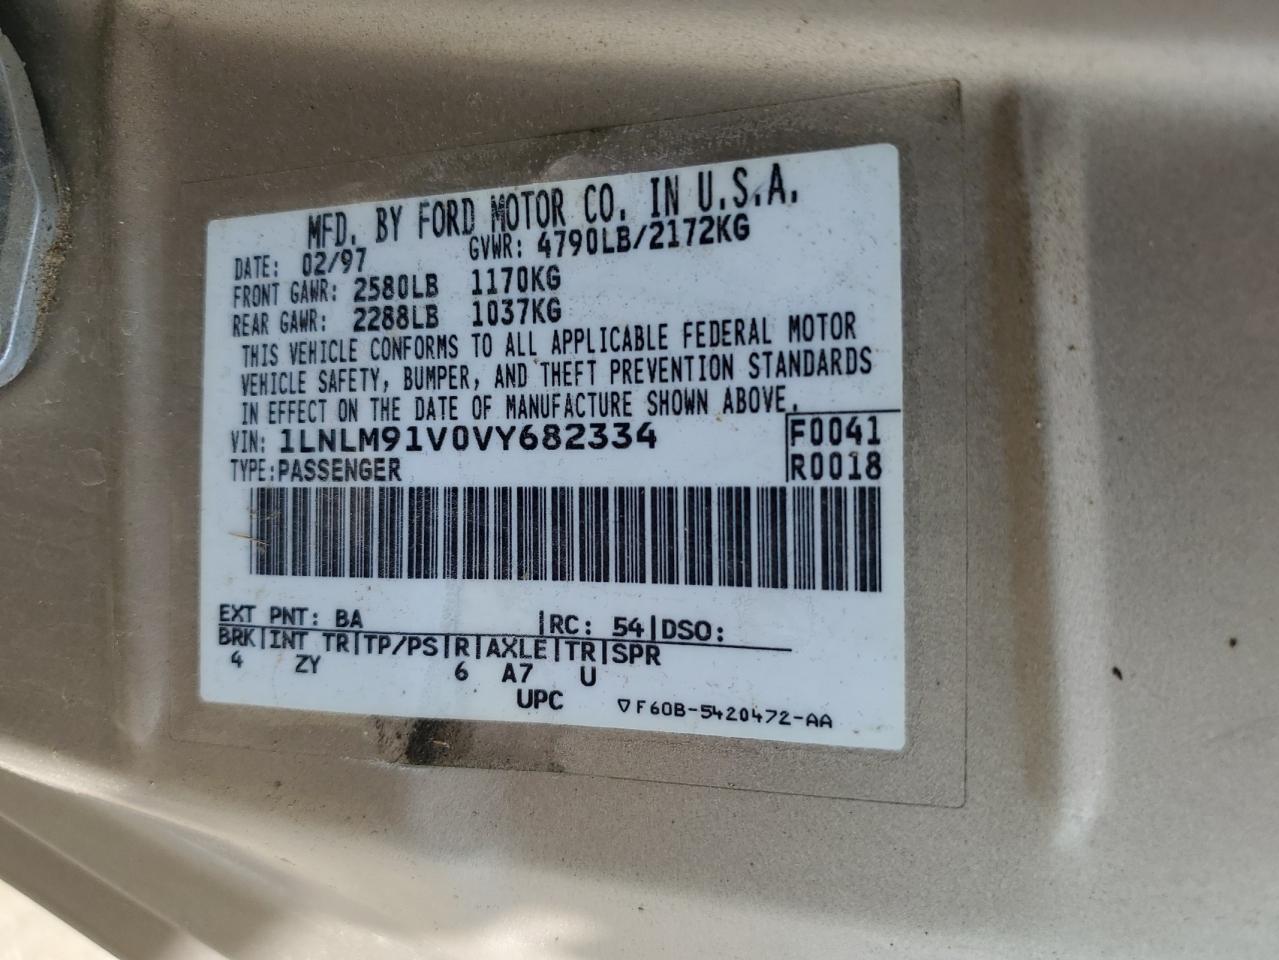 MFD. BY FORD MOTOR CO. IN U.S.A.
DATE: 02/97 GVWR: 4790LB/2172KG
FRONT GAWR: 2580LB 1170KG
REAR GAWR: 2288LB 1037KG
THIS VEHICLE CONFORMS TO ALL APPLICABLE FEDERAL MOTOR
VEHICLE SAFETY, BUMPER, AND THEFT PREVENTION STANDARDS
IN EFFECT ON THE DATE OF MANUFACTURE SHOWN ABOVE.
VIN: 1LNLM91V0VY682334 F0041
TYPE:PASSENGER R0018
EXT PNT: BA |RC: 54|DSO:
BRK|INT TR|TP/PS|R|AXLE|TR|SPR
4 ZY 6 A7 U
UPC ▽F60B-5420472-AA